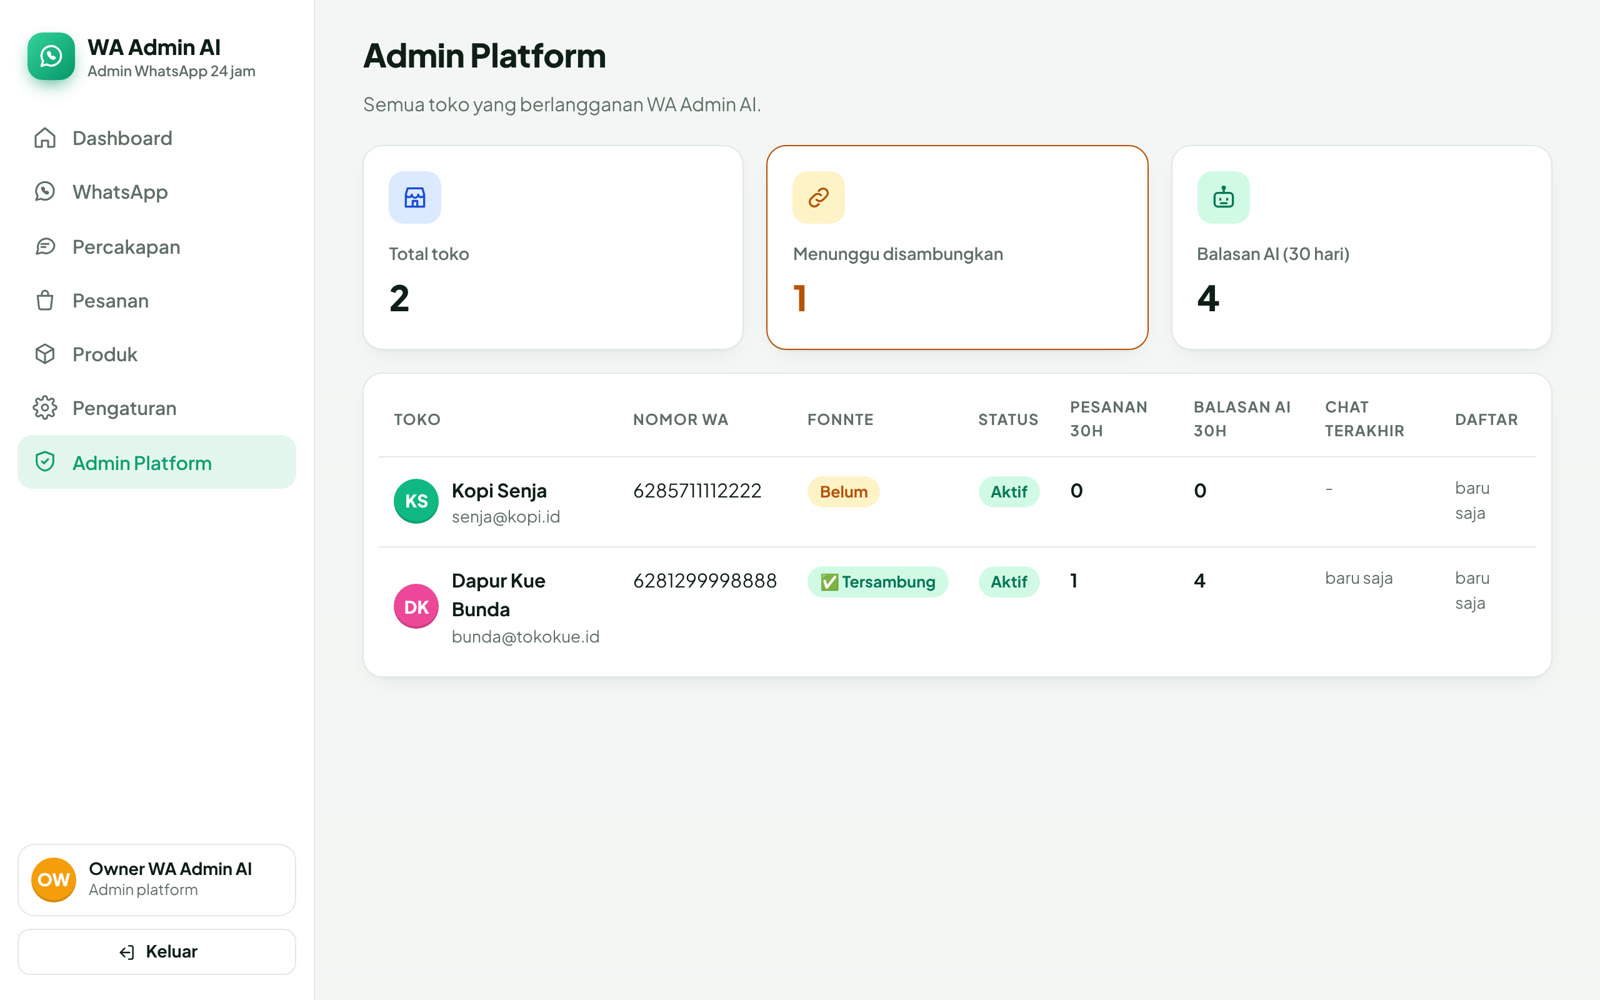 WA Admin AI
Admin WhatsApp 24 jam
Dashboard
WhatsApp
Percakapan
Pesanan
Produk
Pengaturan
Admin Platform
OW
Owner WA Admin AI
Admin platform
Keluar
Admin Platform
Semua toko yang berlangganan WA Admin AI.
Total toko
2
Menunggu disambungkan
1
Balasan AI (30 hari)
4
TOKO NOMOR WA FONNTE STATUS PESANAN 30H BALASAN AI 30H CHAT TERAKHIR DAFTAR
KS
Kopi Senja
senja@kopi.id
6285711112222
Belum
Aktif
0
0
-
baru
saja
DK
Dapur Kue
Bunda
bunda@tokokue.id
6281299998888
✅ Tersambung
Aktif
1
4
baru saja
baru
saja